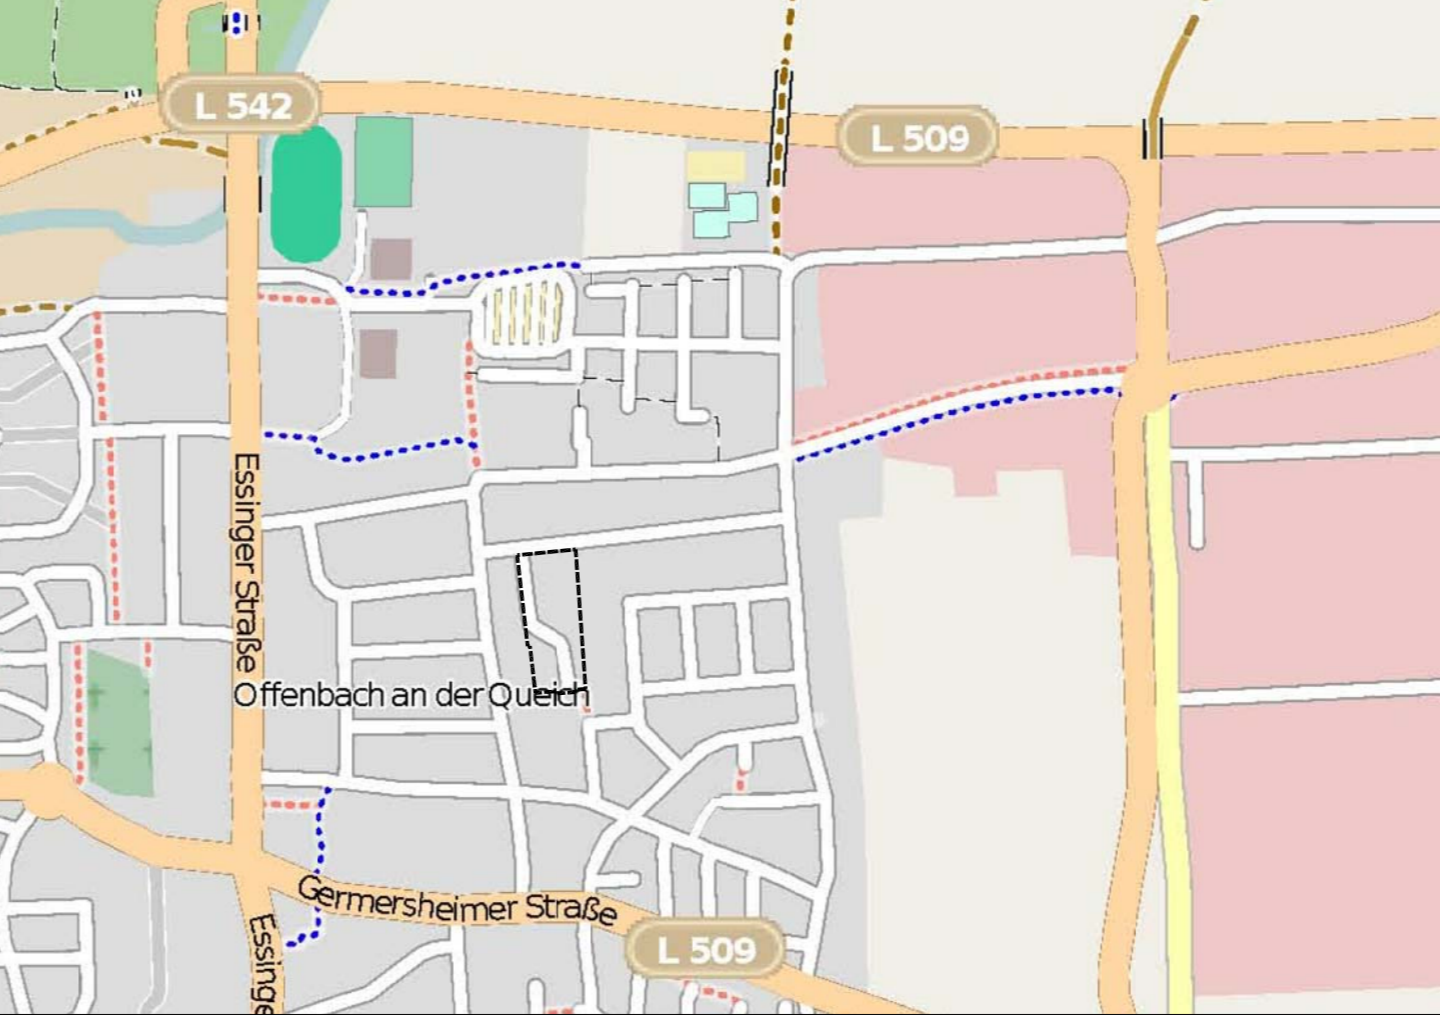 L 542
L 509
Essinger Straße
Offenbach an der Queich
Germersheimer Straße
Essinge
L 509